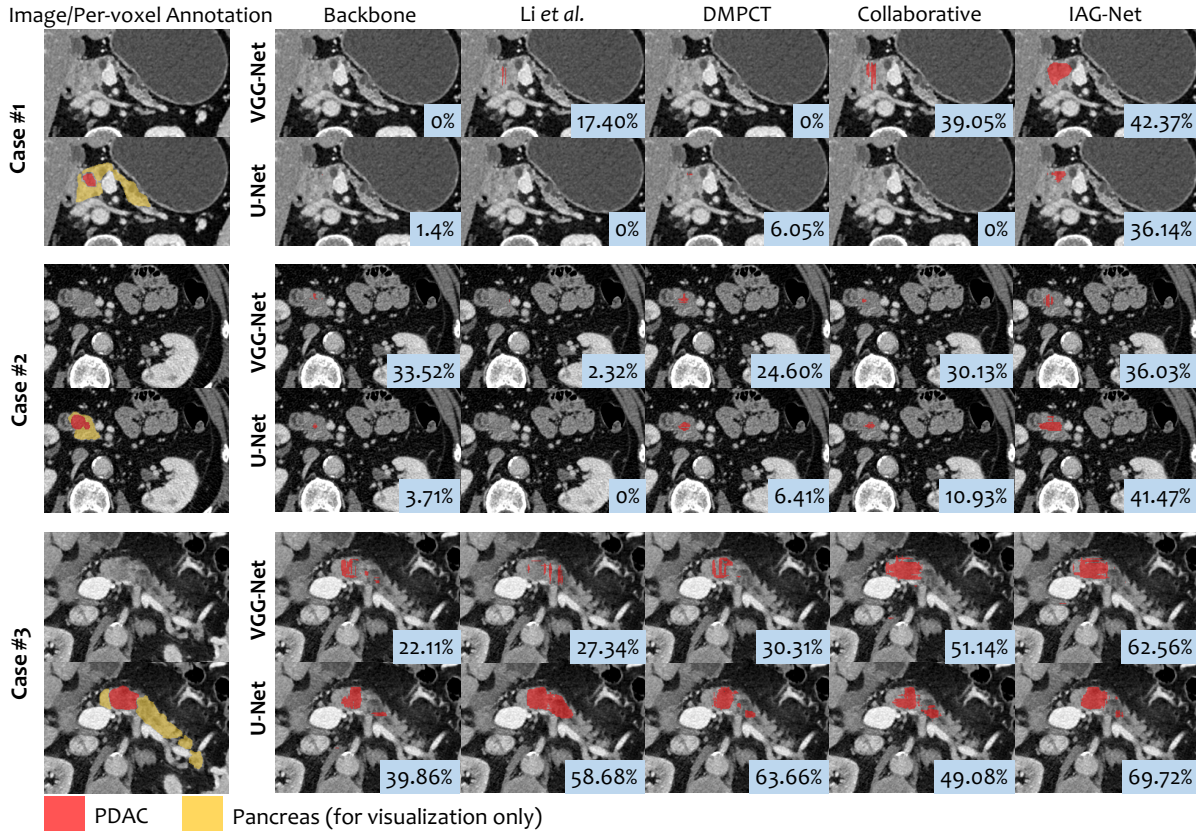 Image/Per-voxel Annotation Backbone Li et al. DMPCT Collaborative IAG-Net
Case #1
VGG-Net
0% 17.40% 0% 39.05% 42.37%
U-Net
1.4% 0% 6.05% 0% 36.14%
Case #2
VGG-Net
33.52% 2.32% 24.60% 30.13% 36.03%
U-Net
3.71% 0% 6.41% 10.93% 41.47%
Case #3
VGG-Net
22.11% 27.34% 30.31% 51.14% 62.56%
U-Net
39.86% 58.68% 63.66% 49.08% 69.72%
PDAC Pancreas (for visualization only)